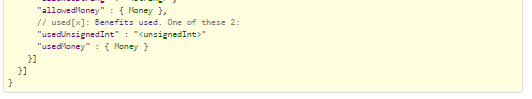 "allowedMoney" : { Money },
// used[x]: Benefits used. One of these 2:
"usedUnsignedInt" : "<unsignedInt>"
"usedMoney" : { Money }
}]
}]
}